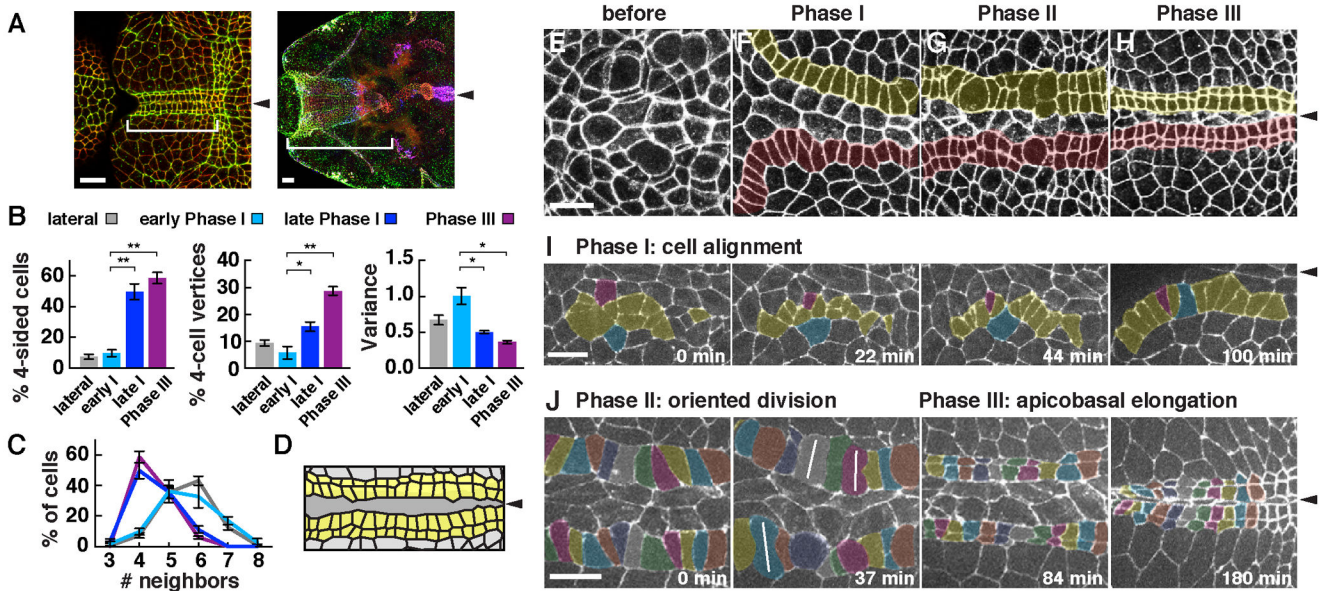 A
B
lateral
early Phase I
late Phase I
Phase III
% 4-sided cells
60
40
20
0
**
**
lateral
early I
late I
Phase III
% 4-cell vertices
40
30
20
10
0
**
*
lateral
early I
late I
Phase III
Variance
1.5
1.0
0.5
0.0
*
*
lateral
early I
late I
Phase III
C
% of cells
60
40
20
0
3 4 5 6 7 8
# neighbors
D
before
Phase I
Phase II
Phase III
E
F
G
H
I Phase I: cell alignment
0 min
22 min
44 min
100 min
J Phase II: oriented division
Phase III: apicobasal elongation
0 min
37 min
84 min
180 min